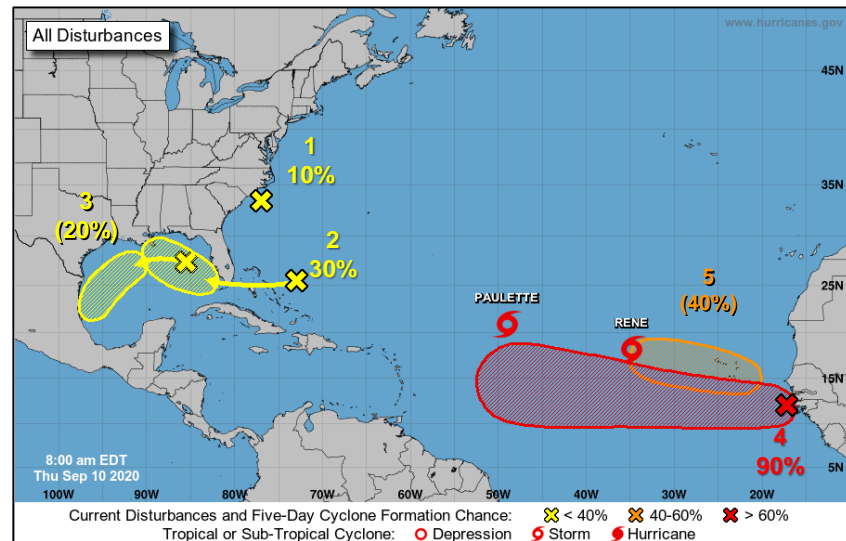 All Disturbances
www.hurricanes.gov
45N
1
10%
35N
3
(20%)
2
30%
5
(40%)
25N
PAULETTE
RENE
15N
4
90%
5N
8:00 am EDT
Thu Sep 10 2020
100W 90W 80W 70W 60W 50W 40W 30W 20W
Current Disturbances and Five-Day Cyclone Formation Chance: < 40% 40-60% > 60%
Tropical or Sub-Tropical Cyclone: Depression Storm Hurricane